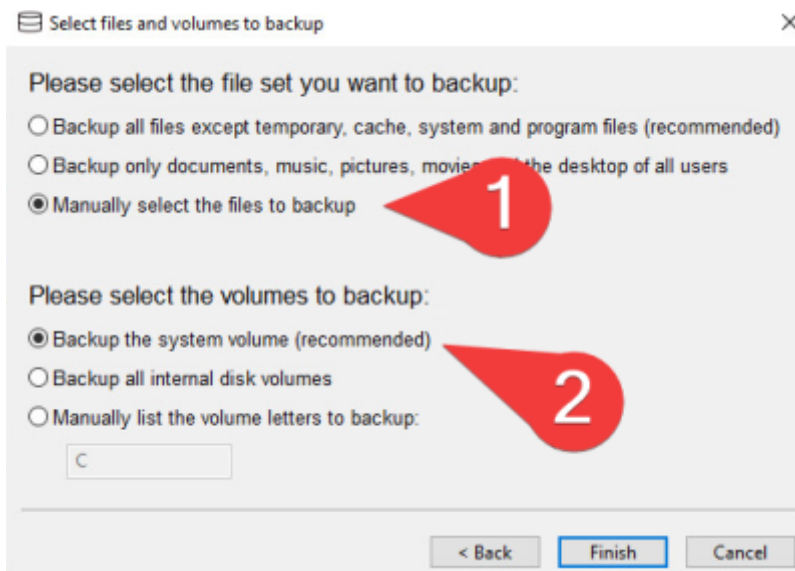 Select files and volumes to backup
Please select the file set you want to backup:
Backup all files except temporary, cache, system and program files (recommended)
Backup only documents, music, pictures, movies the desktop of all users
Manually select the files to backup
1
Please select the volumes to backup:
Backup the system volume (recommended)
Backup all internal disk volumes
2
Manually list the volume letters to backup:
C
< Back Finish Cancel